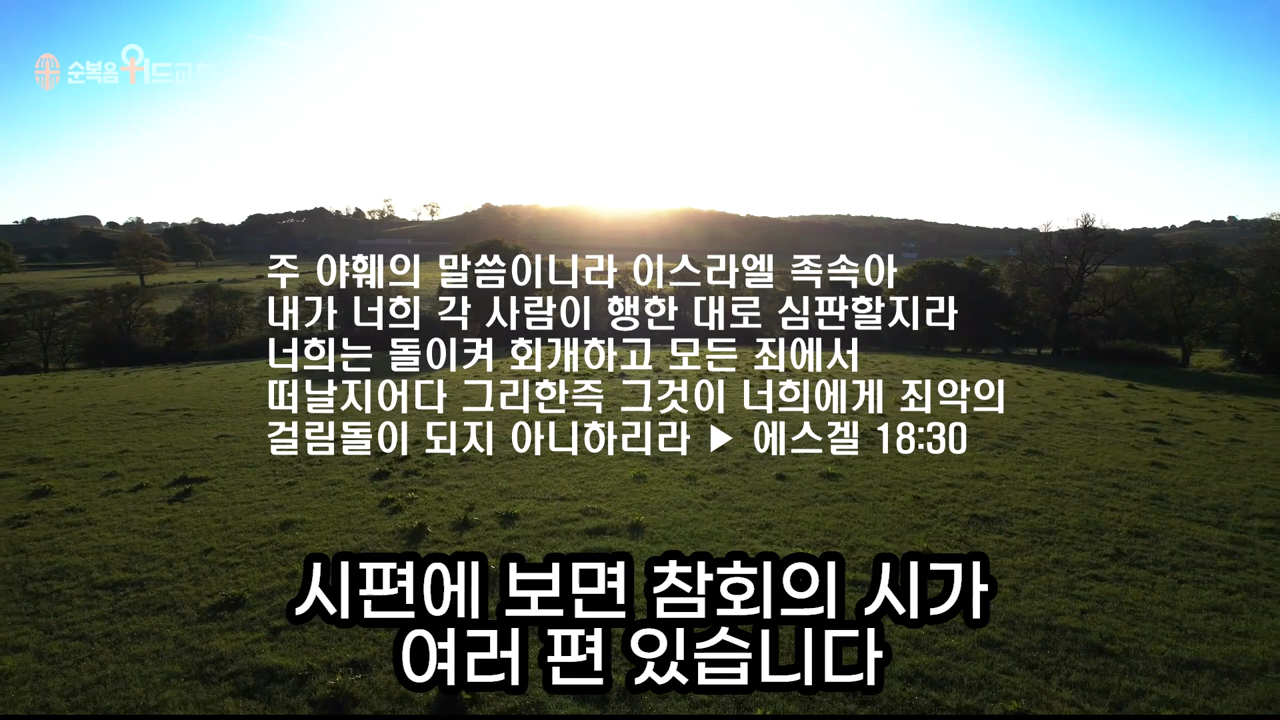 순복음워드교회
주 야훼의 말씀이니라 이스라엘 족속아
내가 너희 각 사람이 행한 대로 심판할지라
너희는 돌이켜 회개하고 모든 죄에서
떠날지어다 그리한즉 그것이 너희에게 죄악의
걸림돌이 되지 아니하리라 ▶ 에스겔 18:30
시편에 보면 참회의 시가
여러 편 있습니다